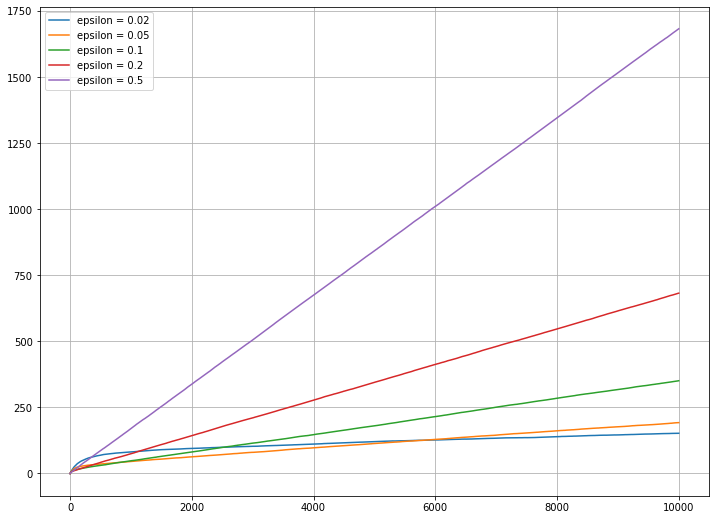 1750
1500
1250
1000
750
500
250
0
epsilon = 0.02
epsilon = 0.05
epsilon = 0.1
epsilon = 0.2
epsilon = 0.5
0 2000 4000 6000 8000 10000